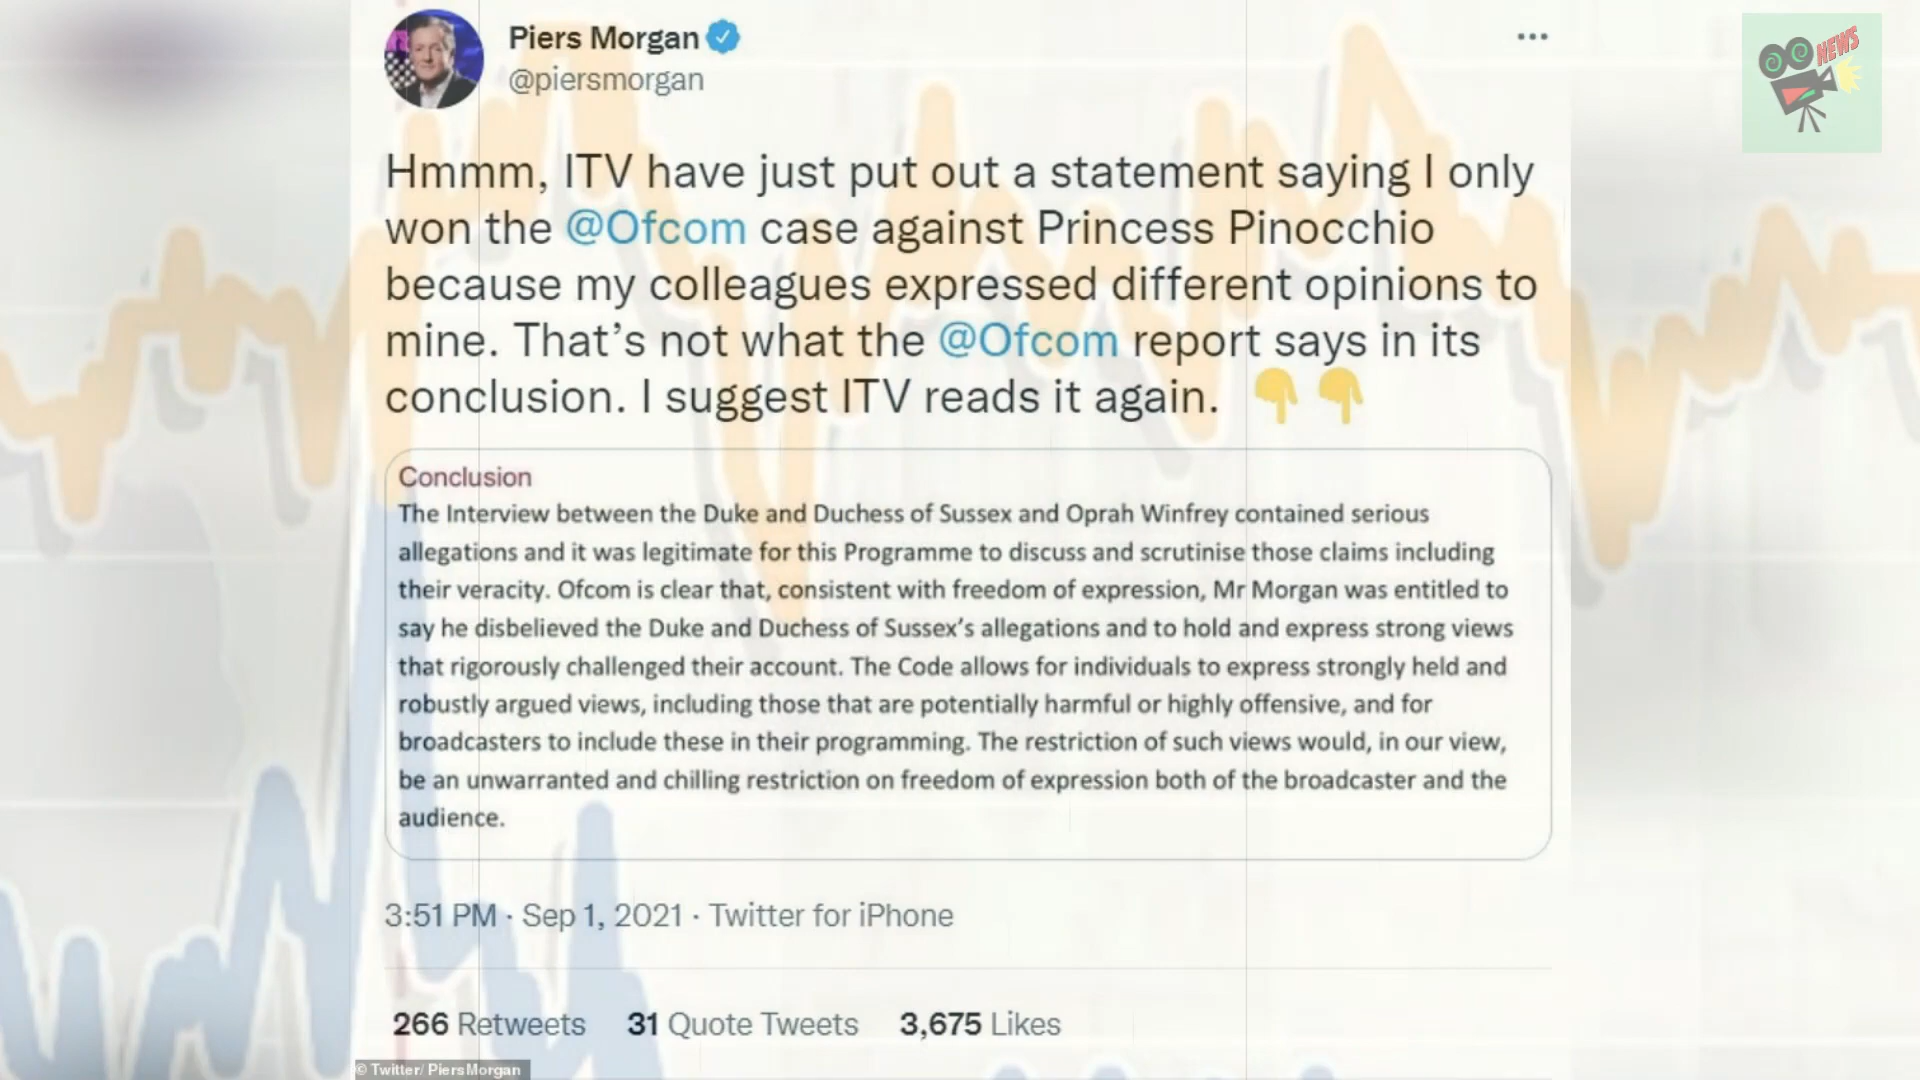 Piers Morgan
@piersmorgan
NEWS
Hmmm, ITV have just put out a statement saying I only
won the @Ofcom case against Princess Pinocchio
because my colleagues expressed different opinions to
mine. That’s not what the @Ofcom report says in its
conclusion. I suggest ITV reads it again. 👇👇
Conclusion
The Interview between the Duke and Duchess of Sussex and Oprah Winfrey contained serious
allegations and it was legitimate for this Programme to discuss and scrutinise those claims including
their veracity. Ofcom is clear that, consistent with freedom of expression, Mr Morgan was entitled to
say he disbelieved the Duke and Duchess of Sussex’s allegations and to hold and express strong views
that rigorously challenged their account. The Code allows for individuals to express strongly held and
robustly argued views, including those that are potentially harmful or highly offensive, and for
broadcasters to include these in their programming. The restriction of such views would, in our view,
be an unwarranted and chilling restriction on freedom of expression both of the broadcaster and the
audience.
3:51 PM · Sep 1, 2021 · Twitter for iPhone
266 Retweets 31 Quote Tweets 3,675 Likes
© Twitter/ PiersMorgan